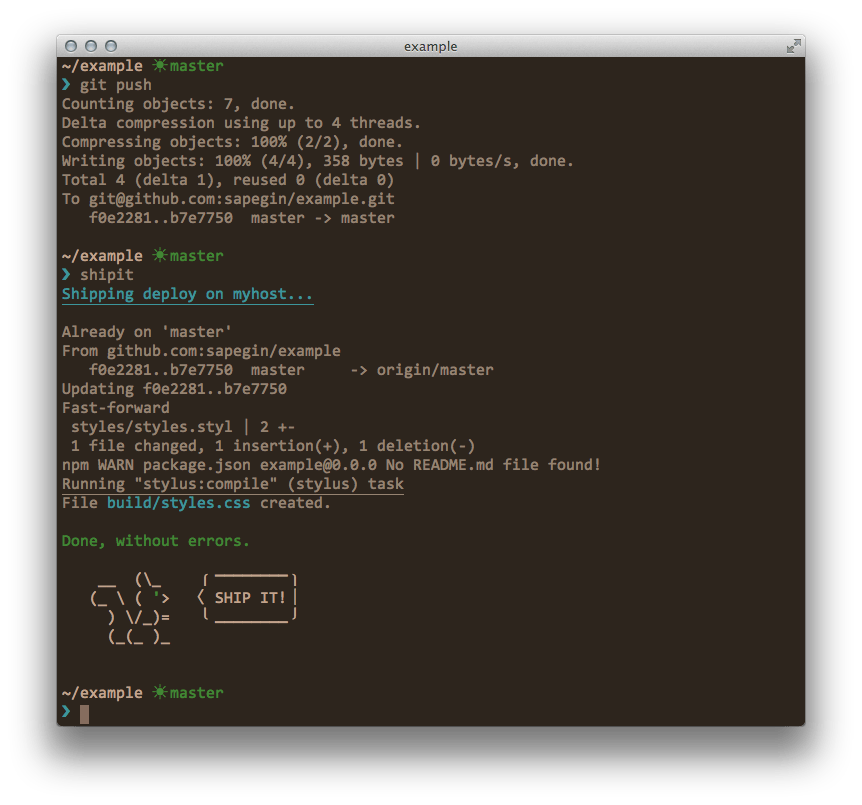 example
~/example ☀master
❯ git push
Counting objects: 7, done.
Delta compression using up to 4 threads.
Compressing objects: 100% (2/2), done.
Writing objects: 100% (4/4), 358 bytes | 0 bytes/s, done.
Total 4 (delta 1), reused 0 (delta 0)
To git@github.com:sapegin/example.git
   f0e2281..b7e7750  master -> master
~/example ☀master
❯ shipit
Shipping deploy on myhost...
Already on 'master'
From github.com:sapegin/example
   f0e2281..b7e7750  master     -> origin/master
Updating f0e2281..b7e7750
Fast-forward
 styles/styles.styl | 2 +-
 1 file changed, 1 insertion(+), 1 deletion(-)
npm WARN package.json example@0.0.0 No README.md file found!
Running "stylus:compile" (stylus) task
File build/styles.css created.
Done, without errors.
SHIP IT!
~/example ☀master
❯